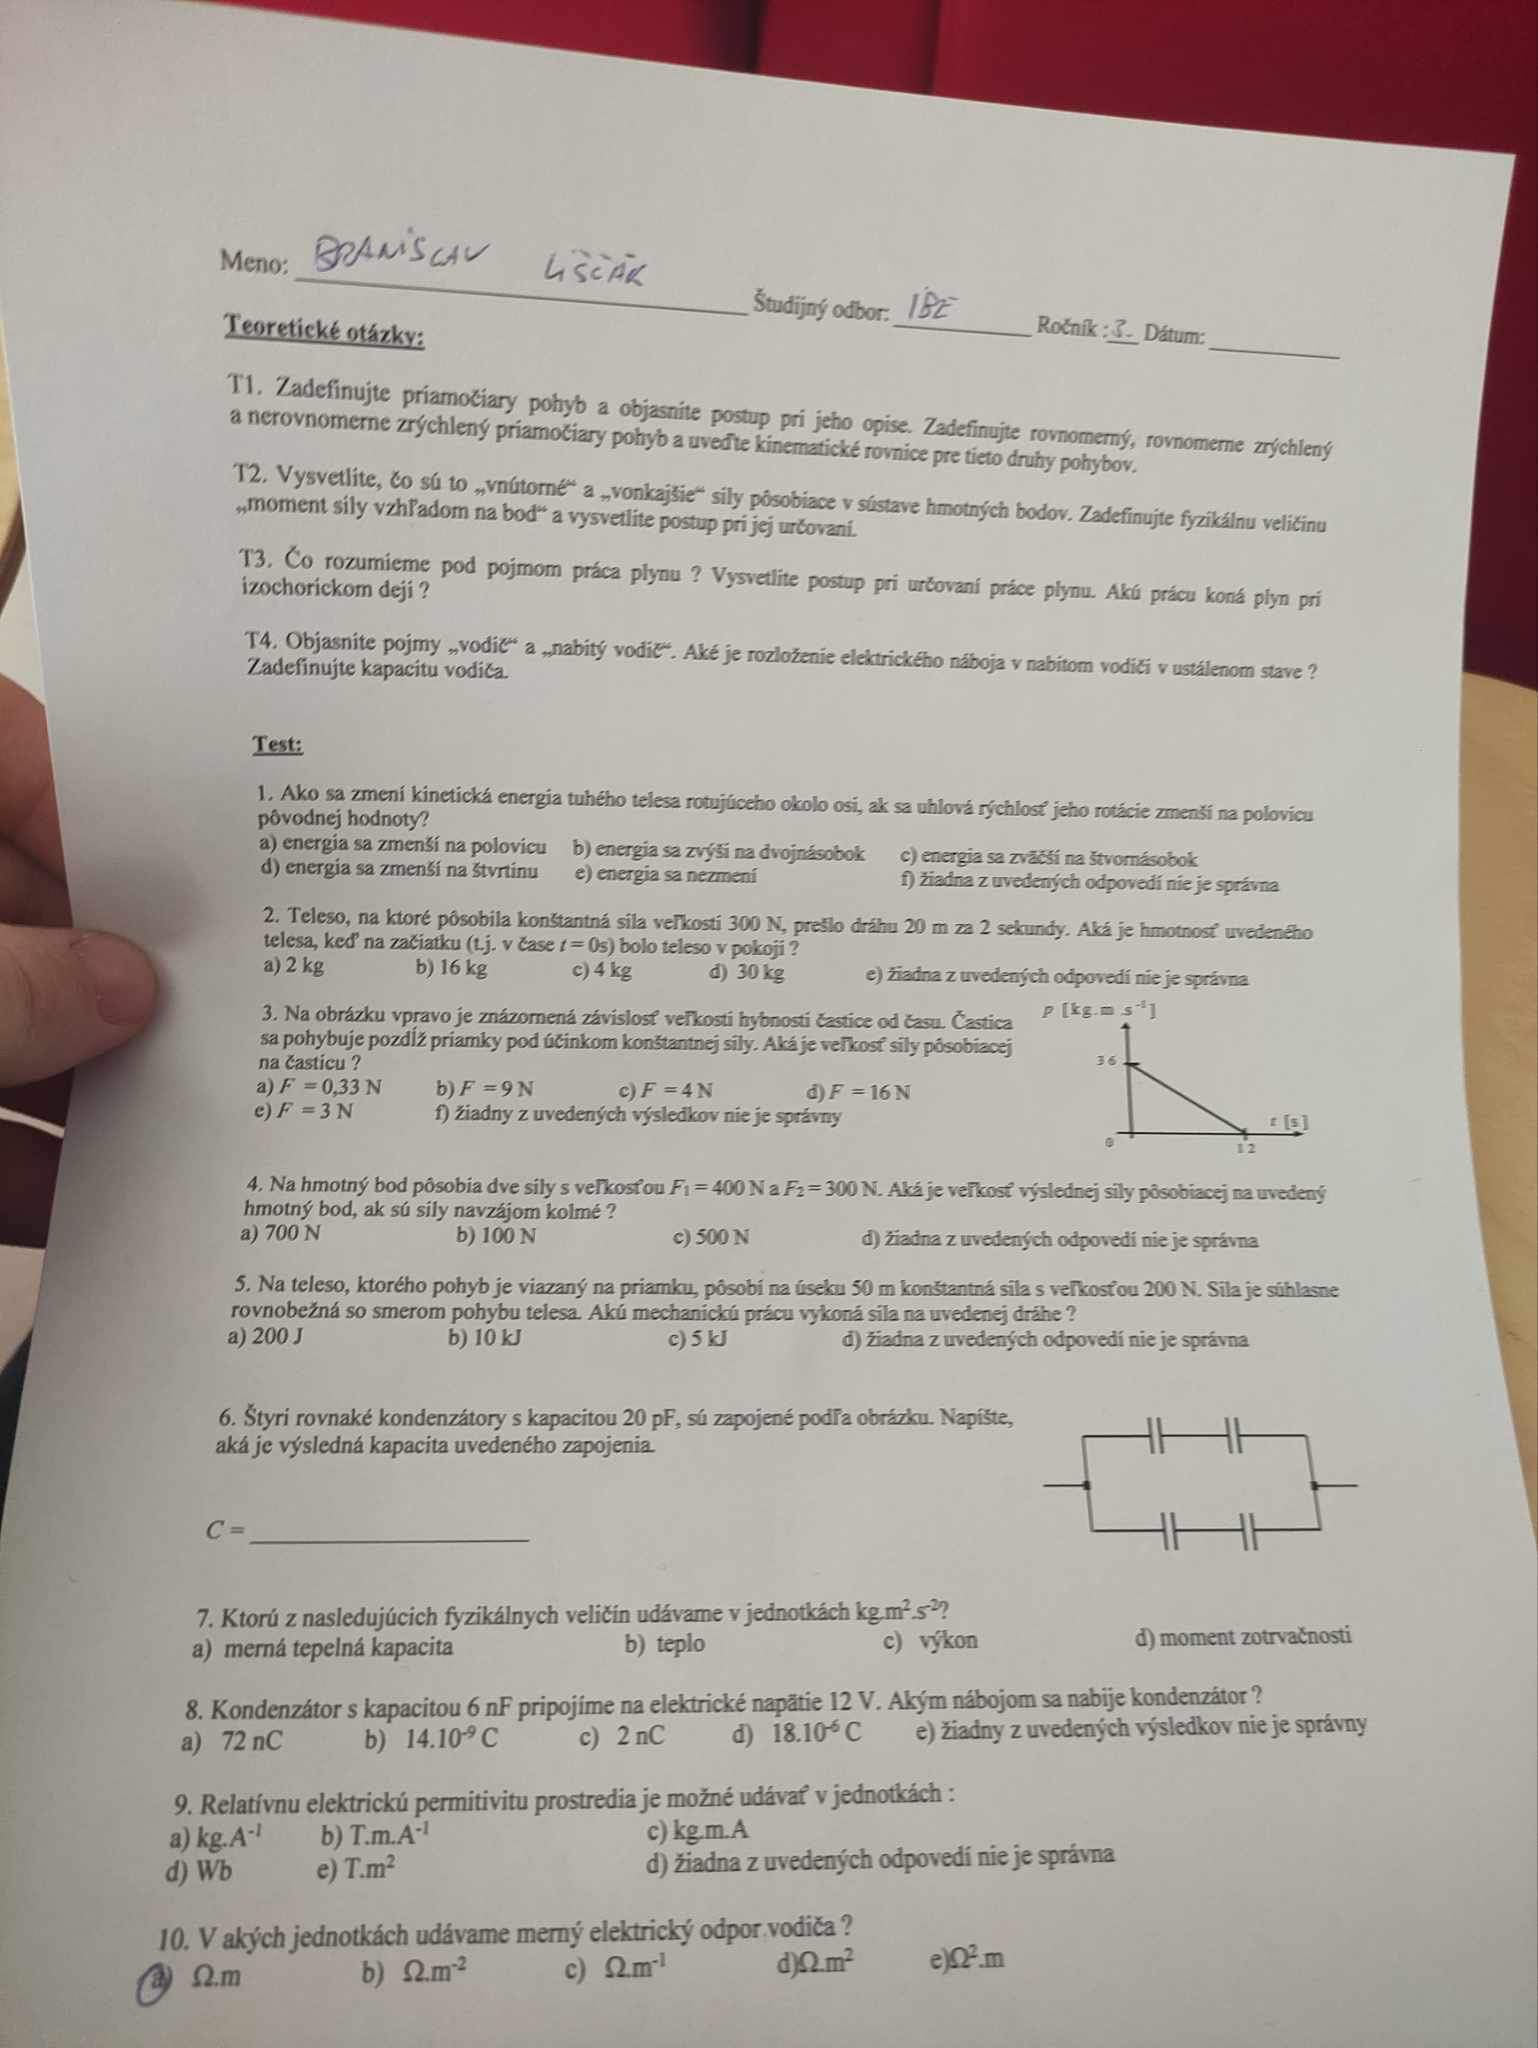 Meno: BRANISLAV LIŠČÁK Študijný odbor: IBE Ročník : 3. Dátum:
Teoretické otázky:
T1. Zadefinujte priamočiary pohyb a objasnite postup pri jeho opise. Zadefinujte rovnomerný, rovnomerne zrýchlený
a nerovnomerne zrýchlený priamočiary pohyb a uveďte kinematické rovnice pre tieto druhy pohybov.
T2. Vysvetlite, čo sú to „vnútorné“ a „vonkajšie“ sily pôsobiace v sústave hmotných bodov. Zadefinujte fyzikálnu veličinu
„moment sily vzhľadom na bod“ a vysvetlite postup pri jej určovaní.
T3. Čo rozumieme pod pojmom práca plynu ? Vysvetlite postup pri určovaní práce plynu. Akú prácu koná plyn pri
izochorickom deji ?
T4. Objasnite pojmy „vodič“ a „nabitý vodič“. Aké je rozloženie elektrického náboja v nabitom vodiči v ustálenom stave ?
Zadefinujte kapacitu vodiča.
Test:
1. Ako sa zmení kinetická energia tuhého telesa rotujúceho okolo osi, ak sa uhlová rýchlosť jeho rotácie zmenší na polovicu
pôvodnej hodnoty?
a) energia sa zmenší na polovicu b) energia sa zvýši na dvojnásobok c) energia sa zväčší na štvornásobok
d) energia sa zmenší na štvrtinu e) energia sa nezmení f) žiadna z uvedených odpovedí nie je správna
2. Teleso, na ktoré pôsobila konštantná sila veľkosti 300 N, prešlo dráhu 20 m za 2 sekundy. Aká je hmotnosť uvedeného
telesa, keď na začiatku (t.j. v čase t = 0s) bolo teleso v pokoji ?
a) 2 kg b) 16 kg c) 4 kg d) 30 kg e) žiadna z uvedených odpovedí nie je správna
3. Na obrázku vpravo je znázornená závislosť veľkosti hybnosti častice od času. Častica
sa pohybuje pozdĺž priamky pod účinkom konštantnej sily. Aká je veľkosť sily pôsobiacej
na časticu ?
a) F = 0,33 N b) F = 9 N c) F = 4 N d) F = 16 N
e) F = 3 N f) žiadny z uvedených výsledkov nie je správny
p [kg.m.s⁻¹]
36
t [s]
0
12
4. Na hmotný bod pôsobia dve sily s veľkosťou F₁ = 400 N a F₂ = 300 N. Aká je veľkosť výslednej sily pôsobiacej na uvedený
hmotný bod, ak sú sily navzájom kolmé ?
a) 700 N b) 100 N c) 500 N d) žiadna z uvedených odpovedí nie je správna
5. Na teleso, ktorého pohyb je viazaný na priamku, pôsobí na úseku 50 m konštantná sila s veľkosťou 200 N. Sila je súhlasne
rovnobežná so smerom pohybu telesa. Akú mechanickú prácu vykoná sila na uvedenej dráhe ?
a) 200 J b) 10 kJ c) 5 kJ d) žiadna z uvedených odpovedí nie je správna
6. Štyri rovnaké kondenzátory s kapacitou 20 pF, sú zapojené podľa obrázku. Napíšte,
aká je výsledná kapacita uvedeného zapojenia.
C =
7. Ktorú z nasledujúcich fyzikálnych veličín udávame v jednotkách kg.m².s⁻²?
a) merná tepelná kapacita b) teplo c) výkon d) moment zotrvačnosti
8. Kondenzátor s kapacitou 6 nF pripojíme na elektrické napätie 12 V. Akým nábojom sa nabije kondenzátor ?
a) 72 nC b) 14.10⁻⁹ C c) 2 nC d) 18.10⁻⁶ C e) žiadny z uvedených výsledkov nie je správny
9. Relatívnu elektrickú permitivitu prostredia je možné udávať v jednotkách :
a) kg.A⁻¹ b) T.m.A⁻¹ c) kg.m.A
d) Wb e) T.m² d) žiadna z uvedených odpovedí nie je správna
10. V akých jednotkách udávame merný elektrický odpor vodiča ?
a) Ω.m b) Ω.m⁻² c) Ω.m⁻¹ d)Ω.m² e)Ω².m